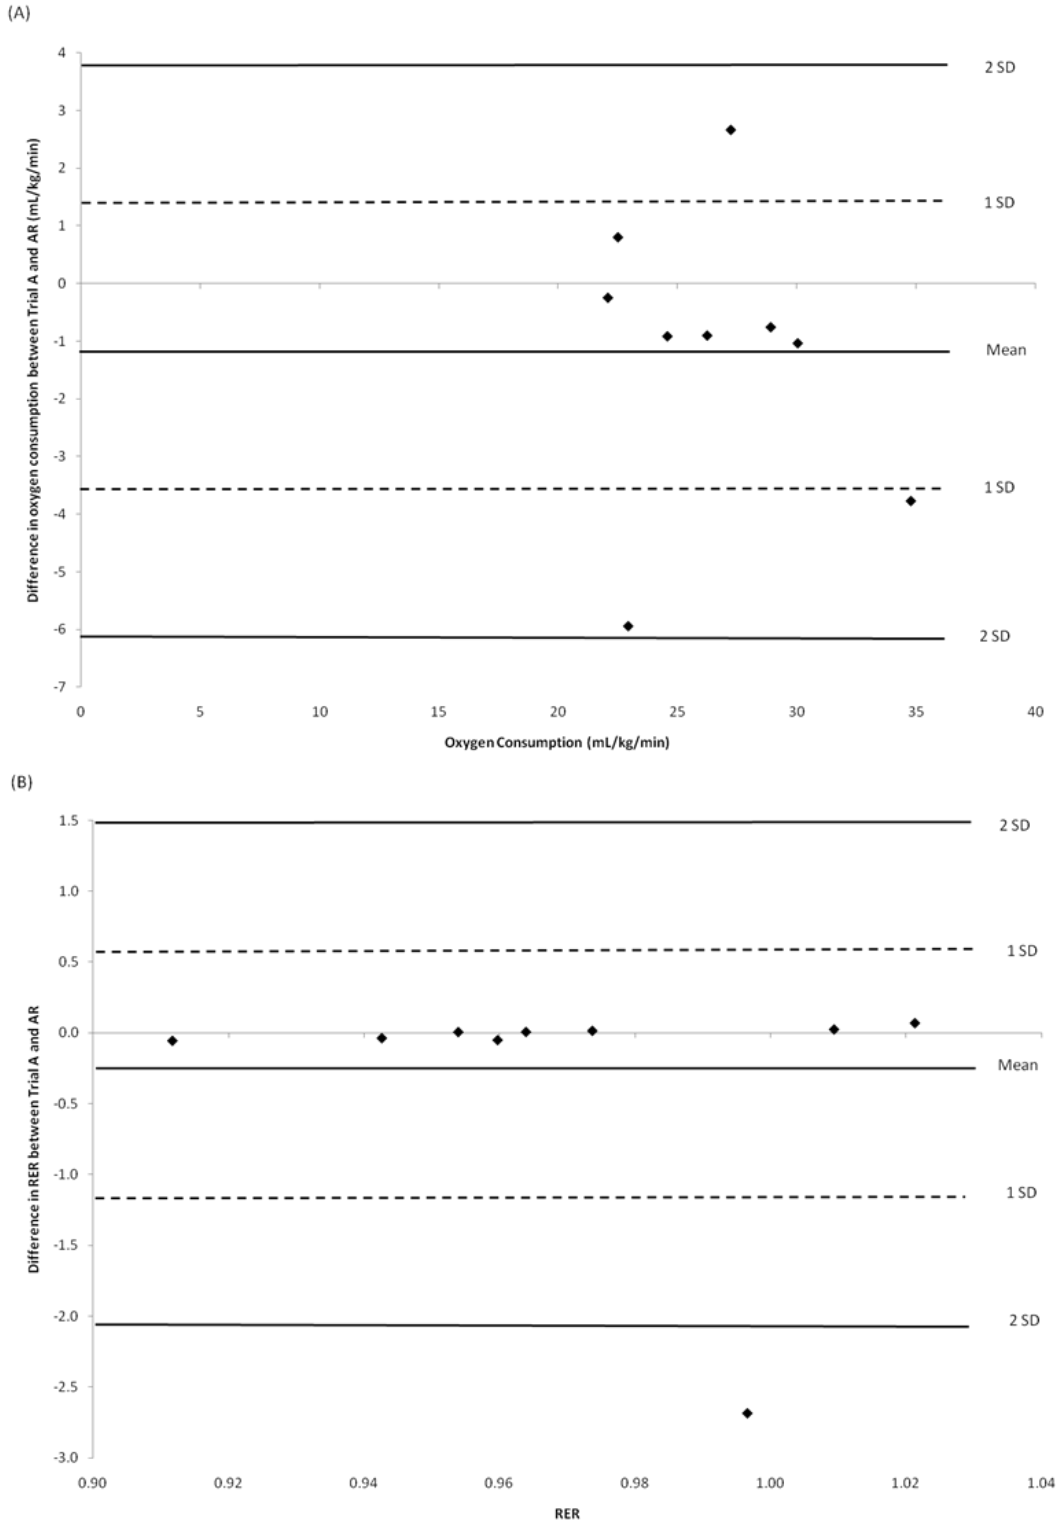 (A)
Difference in oxygen consumption between Trial A and AR (mL/kg/min)
4
3
2
1
0
-1
-2
-3
-4
-5
-6
-7
2 SD
1 SD
Mean
1 SD
2 SD
0 5 10 15 20 25 30 35 40
Oxygen Consumption (mL/kg/min)
(B)
Difference in RER between Trial A and AR
1.5
1.0
0.5
0.0
-0.5
-1.0
-1.5
-2.0
-2.5
-3.0
2 SD
1 SD
Mean
1 SD
2 SD
0.90 0.92 0.94 0.96 0.98 1.00 1.02 1.04
RER